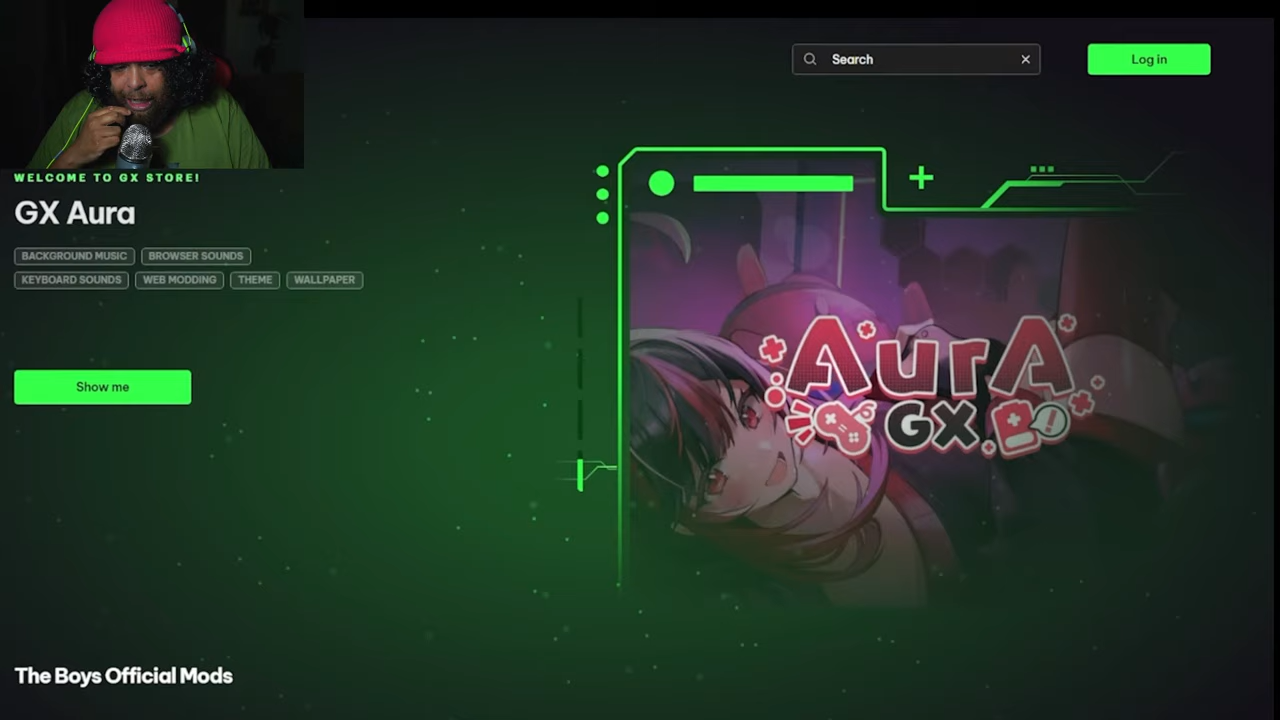 Search
Log in
WELCOME TO GX STORE!
GX Aura
BACKGROUND MUSIC BROWSER SOUNDS
KEYBOARD SOUNDS WEB MODDING THEME WALLPAPER
Show me
AurA
GX
The Boys Official Mods